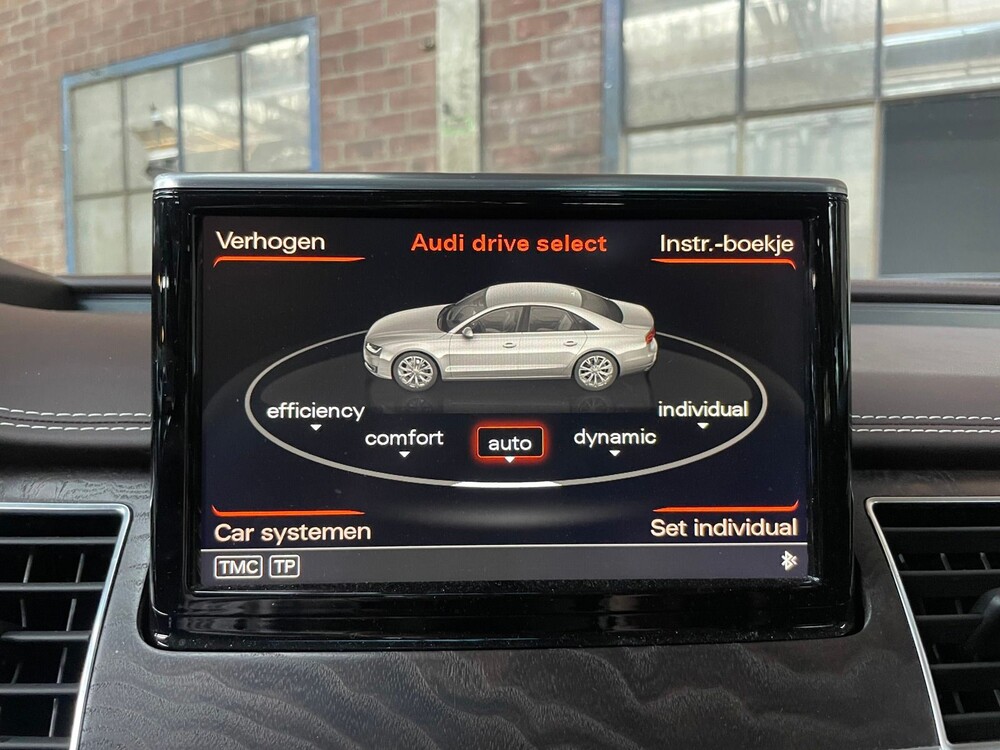 Verhogen Audi drive select Instr.-boekje
efficiency individual
comfort auto dynamic
Car systemen Set individual
TMC TP